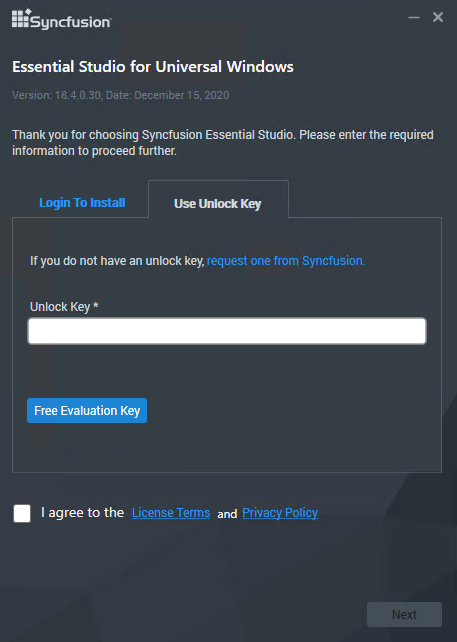 Syncfusion
Essential Studio for Universal Windows
Version: 18.4.0.30, Date: December 15, 2020
Thank you for choosing Syncfusion Essential Studio. Please enter the required
information to proceed further.
Login To Install
Use Unlock Key
If you do not have an unlock key, request one from Syncfusion.
Unlock Key *
Free Evaluation Key
I agree to the License Terms and Privacy Policy
Next